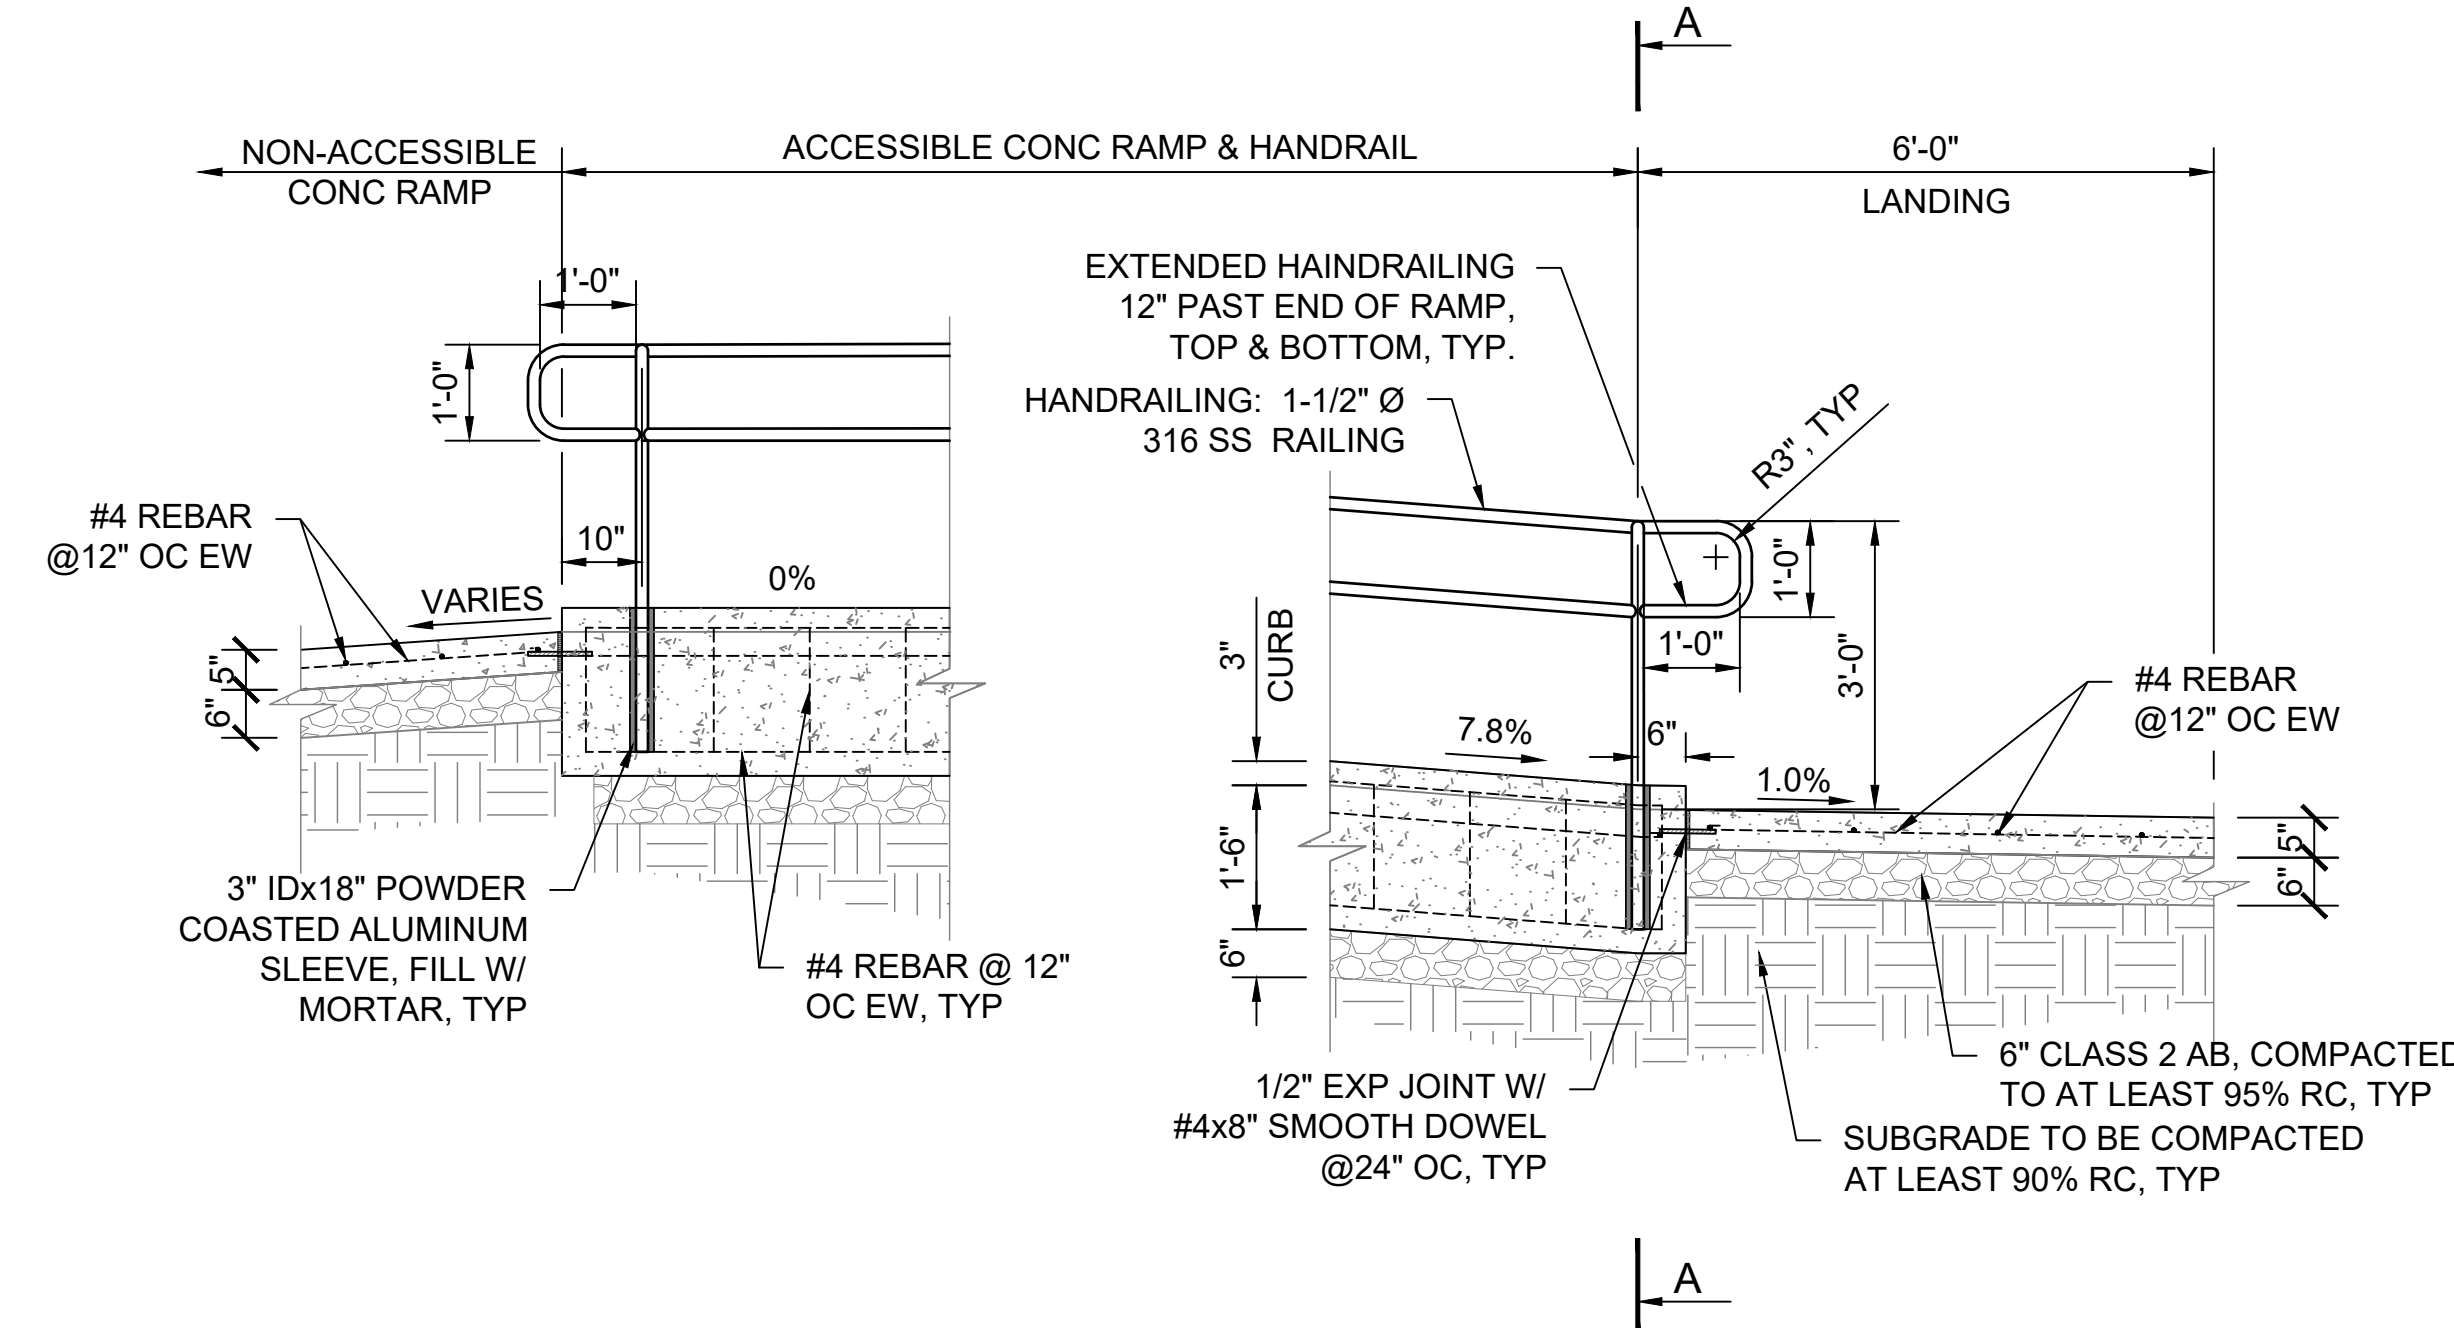 A
NON-ACCESSIBLE
CONC RAMP
ACCESSIBLE CONC RAMP & HANDRAIL
6'-0"
LANDING
1'-0"
1'-0"
EXTENDED HAINDRAILING
12" PAST END OF RAMP,
TOP & BOTTOM, TYP.
HANDRAILING: 1-1/2" Ø
316 SS RAILING
R3", TYP
#4 REBAR
@12" OC EW
10"
0%
VARIES
5"
6"
3"
CURB
1'-0"
1'-0"
3'-0"
7.8%
6"
1.0%
#4 REBAR
@12" OC EW
1'-6"
6"
5"
6"
3" IDx18" POWDER
COASTED ALUMINUM
SLEEVE, FILL W/
MORTAR, TYP
#4 REBAR @ 12"
OC EW, TYP
1/2" EXP JOINT W/
#4x8" SMOOTH DOWEL
@24" OC, TYP
6" CLASS 2 AB, COMPACTED
TO AT LEAST 95% RC, TYP
SUBGRADE TO BE COMPACTED
AT LEAST 90% RC, TYP
A